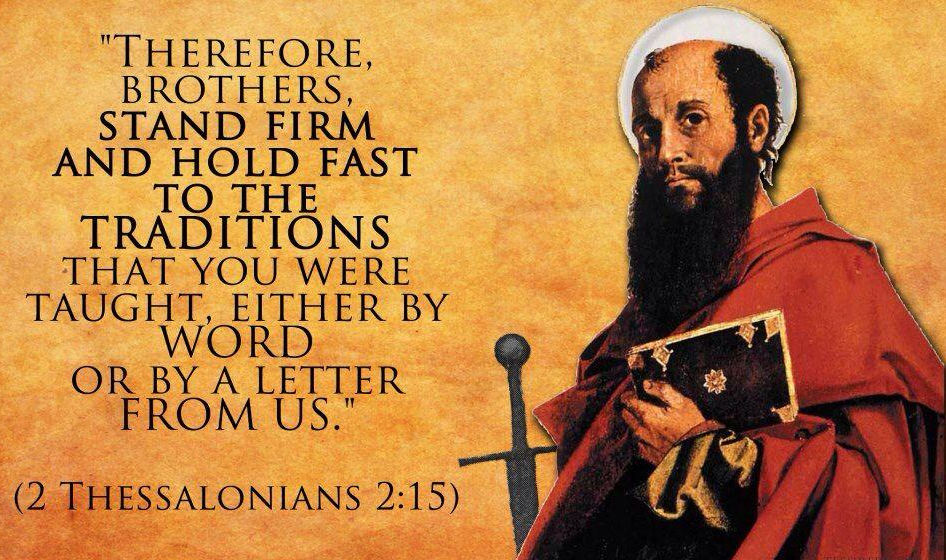 "Therefore,
brothers,
stand firm
and hold fast
to the
traditions
that you were
taught, either by
word
or by a letter
from us."
(2 Thessalonians 2:15)